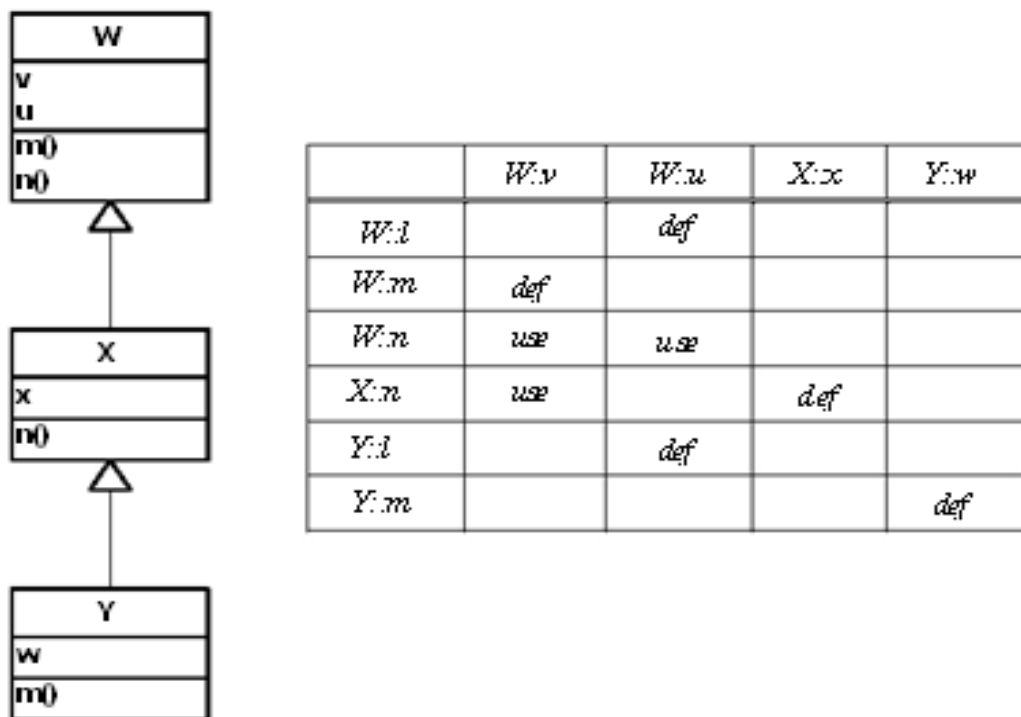 W
v
u
m()
n()
X
x
n()
Y
w
m()
W::v W::u X::x Y::w
W::l def
W::m def
W::n use use
X::n use def
Y::l def
Y::m def